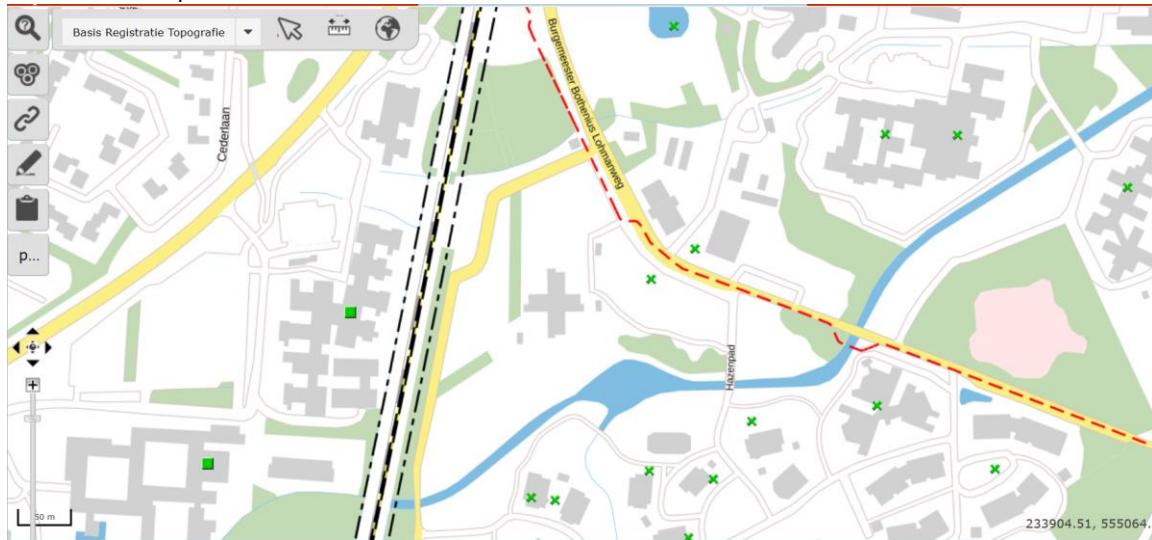 Basis Registratie Topografie
p...
Cederlaan
Burgemeester Bothenius Lohmanweg
Hazenpad
50 m
233904.51, 555064.